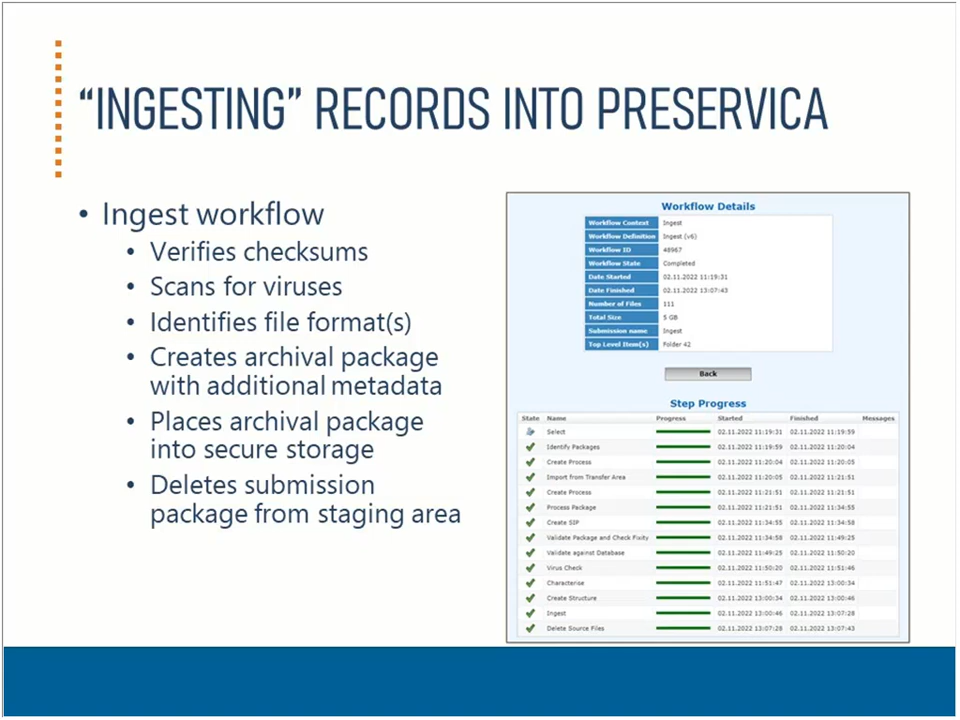 “INGESTING” RECORDS INTO PRESERVICA
• Ingest workflow
• Verifies checksums
• Scans for viruses
• Identifies file format(s)
• Creates archival package
with additional metadata
• Places archival package
into secure storage
• Deletes submission
package from staging area
Workflow Details
Workflow Context Ingest
Workflow Definition Ingest (v6)
Workflow ID 48967
Workflow State Completed
Date Started 02.11.2022 11:19:31
Date Finished 02.11.2022 13:07:43
Number of Files 111
Total Size 5 GB
Submission name Ingest
Top Level Item(s) Folder 42
Back
Step Progress
State Name Progress Started Finished Messages
Select 02.11.2022 11:19:31 02.11.2022 11:19:59
Identify Packages 02.11.2022 11:19:59 02.11.2022 11:20:04
Create Process 02.11.2022 11:20:04 02.11.2022 11:20:05
Import from Transfer Area 02.11.2022 11:20:05 02.11.2022 11:21:51
Create Process 02.11.2022 11:21:51 02.11.2022 11:21:51
Process Package 02.11.2022 11:21:51 02.11.2022 11:34:55
Create SIP 02.11.2022 11:34:55 02.11.2022 11:34:58
Validate Package and Check Fixity 02.11.2022 11:34:58 02.11.2022 11:49:25
Validate against Database 02.11.2022 11:49:25 02.11.2022 11:50:20
Virus Check 02.11.2022 11:50:20 02.11.2022 11:51:46
Characterise 02.11.2022 11:51:47 02.11.2022 13:00:34
Create Structure 02.11.2022 13:00:34 02.11.2022 13:00:46
Ingest 02.11.2022 13:00:46 02.11.2022 13:07:28
Delete Source Files 02.11.2022 13:07:28 02.11.2022 13:07:43